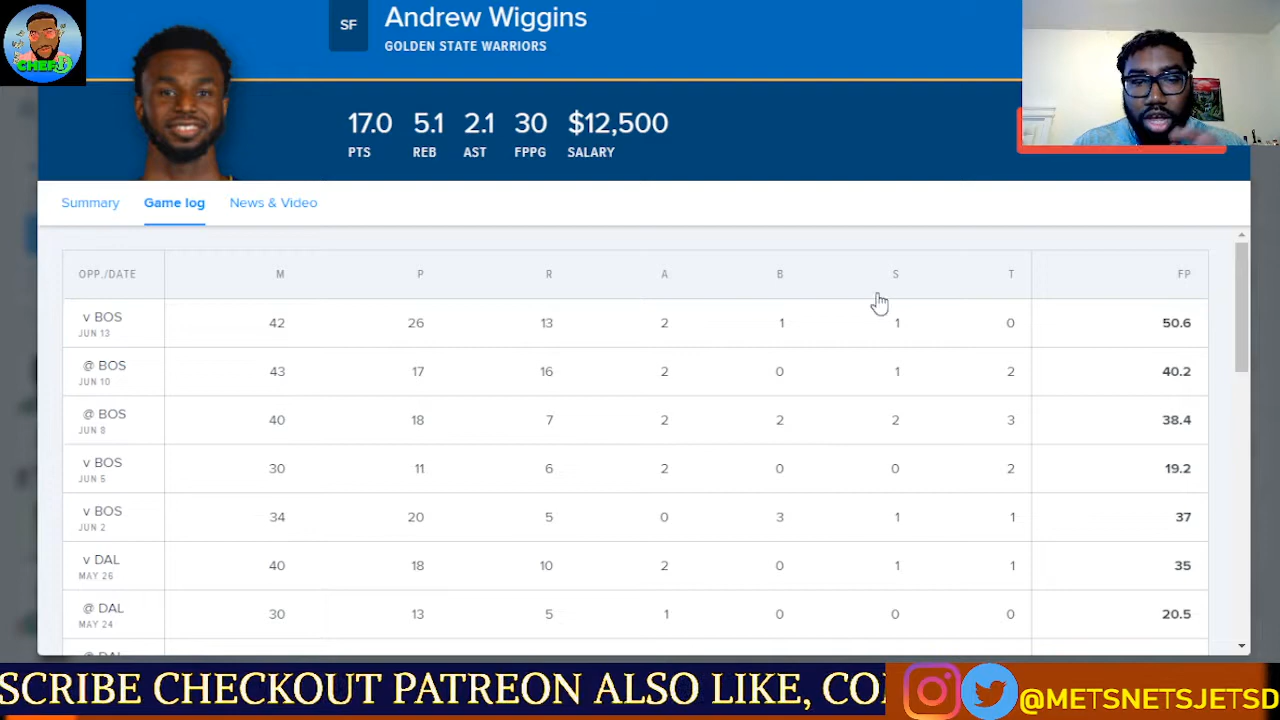 CHEF
SF
Andrew Wiggins
GOLDEN STATE WARRIORS
17.0 5.1 2.1 30 $12,500
PTS REB AST FPPG SALARY
Summary Game log News & Video
OPP./DATE M P R A B S T FP
v BOS 42 26 13 2 1 1 0 50.6
JUN 13
@ BOS 43 17 16 2 0 1 2 40.2
JUN 10
@ BOS 40 18 7 2 2 2 3 38.4
JUN 8
v BOS 30 11 6 2 0 0 2 19.2
JUN 5
v BOS 34 20 5 0 3 1 1 37
JUN 2
v DAL 40 18 10 2 0 1 1 35
MAY 26
@ DAL 30 13 5 1 0 0 0 20.5
MAY 24
@ DAL
SCRIBE CHECKOUT PATREON ALSO LIKE, CO
@METSNETSJETSD